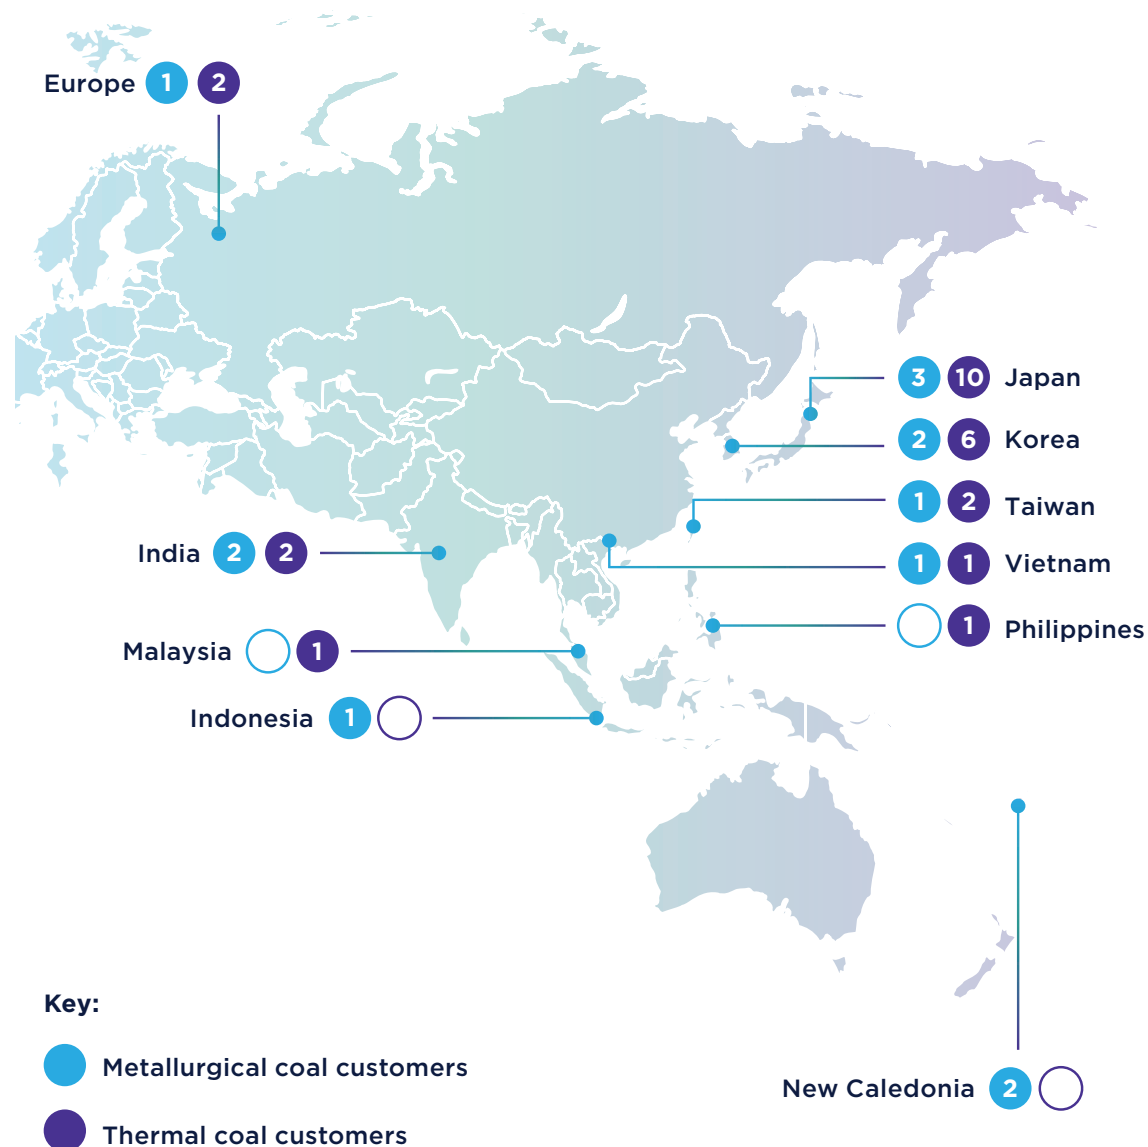 Europe 1 2
3 10 Japan
2 6 Korea
1 2 Taiwan
India 2 2
1 1 Vietnam
1 Philippines
Malaysia 1
Indonesia 1
Key:
Metallurgical coal customers
New Caledonia 2
Thermal coal customers